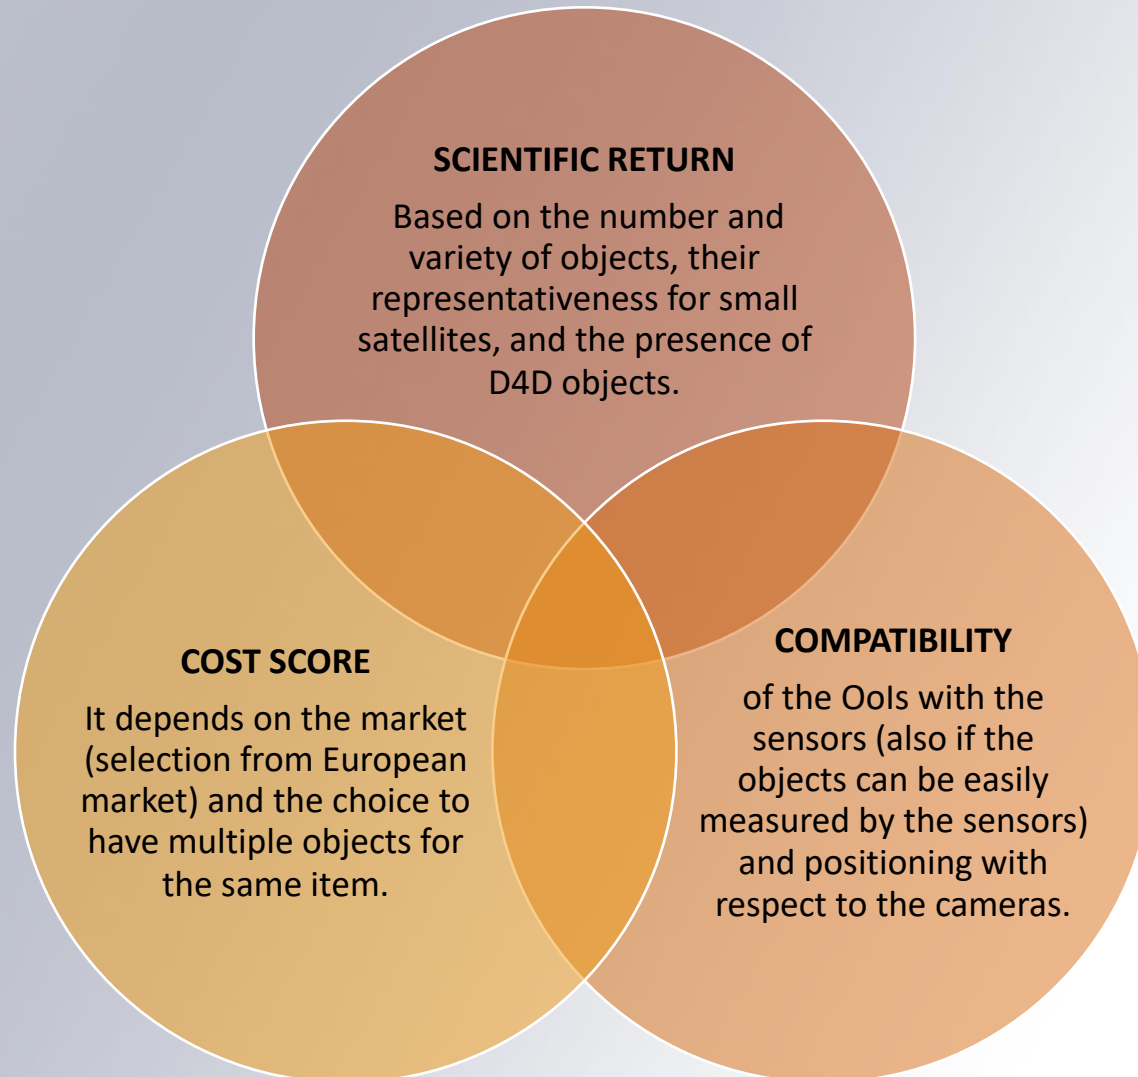 SCIENTIFIC RETURN
Based on the number and
variety of objects, their
representativeness for small
satellites, and the presence of
D4D objects.
COST SCORE
It depends on the market
(selection from European
market) and the choice to
have multiple objects for
the same item.
COMPATIBILITY
of the OoIs with the
sensors (also if the
objects can be easily
measured by the sensors)
and positioning with
respect to the cameras.